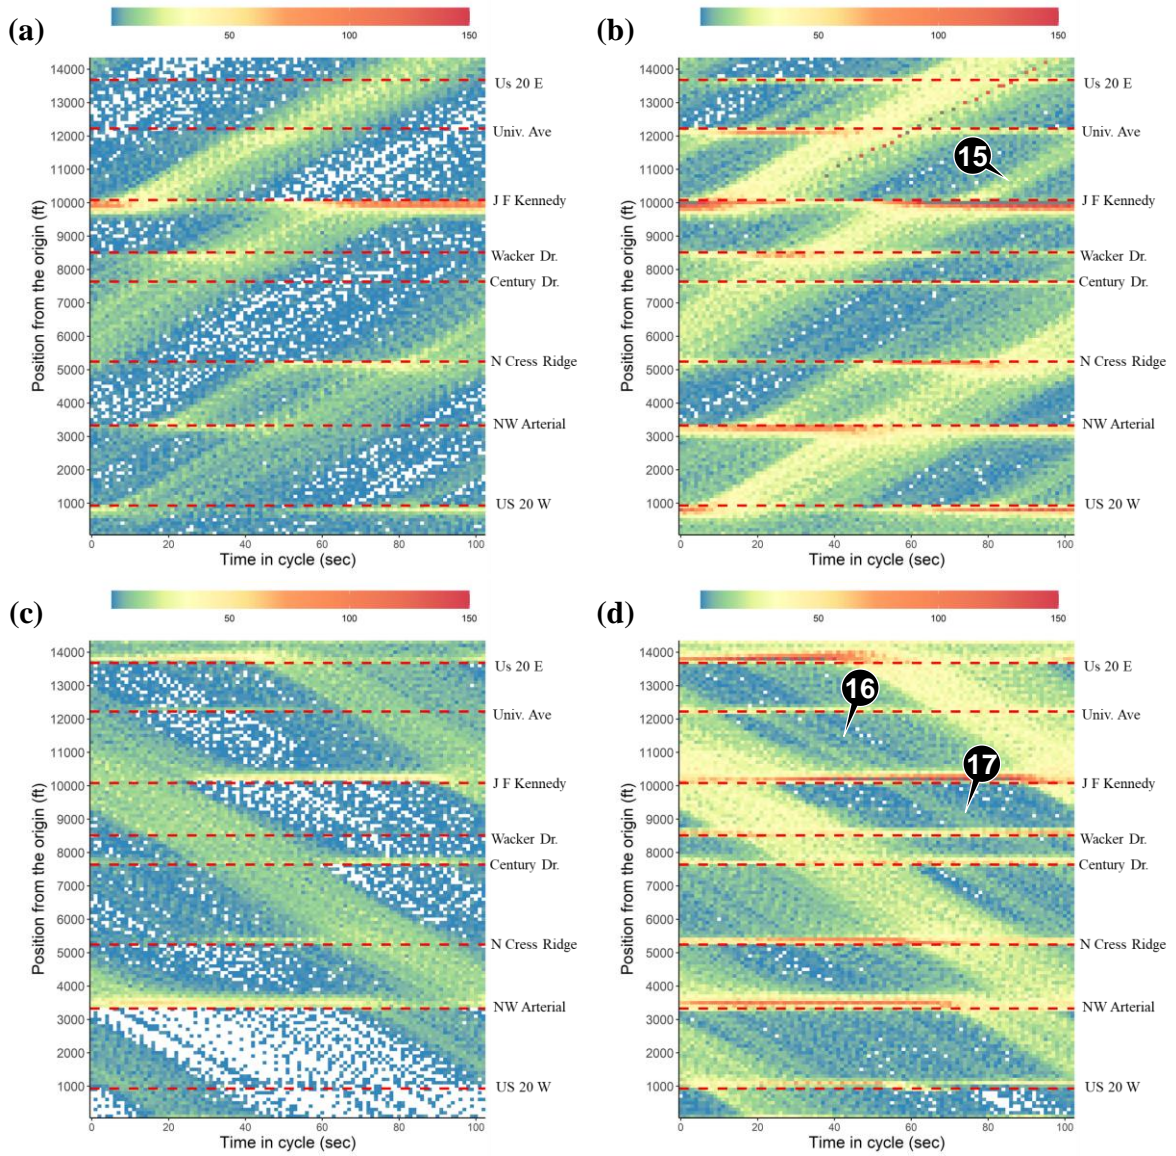 (a)
50 100 150
Position from the origin (ft)
14000
13000
12000
11000
10000
9000
8000
7000
6000
5000
4000
3000
2000
1000
Us 20 E
Univ. Ave
J F Kennedy
Wacker Dr.
Century Dr.
N Cress Ridge
NW Arterial
US 20 W
0 20 40 60 80 100
Time in cycle (sec)
(b)
50 100 150
Position from the origin (ft)
14000
13000
12000
11000
10000
9000
8000
7000
6000
5000
4000
3000
2000
1000
15
Us 20 E
Univ. Ave
J F Kennedy
Wacker Dr.
Century Dr.
N Cress Ridge
NW Arterial
US 20 W
0 20 40 60 80 100
Time in cycle (sec)
(c)
50 100 150
Position from the origin (ft)
14000
13000
12000
11000
10000
9000
8000
7000
6000
5000
4000
3000
2000
1000
Us 20 E
Univ. Ave
J F Kennedy
Wacker Dr.
Century Dr.
N Cress Ridge
NW Arterial
US 20 W
0 20 40 60 80 100
Time in cycle (sec)
(d)
50 100 150
Position from the origin (ft)
14000
13000
12000
11000
10000
9000
8000
7000
6000
5000
4000
3000
2000
1000
16
17
Us 20 E
Univ. Ave
J F Kennedy
Wacker Dr.
Century Dr.
N Cress Ridge
NW Arterial
US 20 W
0 20 40 60 80 100
Time in cycle (sec)